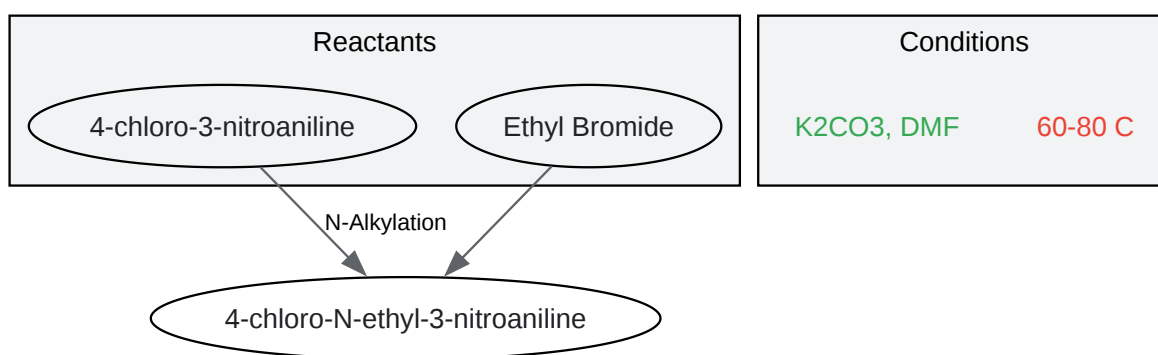 Reactants
Conditions
4-chloro-3-nitroaniline
Ethyl Bromide
K2CO3, DMF
60-80 C
N-Alkylation
4-chloro-N-ethyl-3-nitroaniline